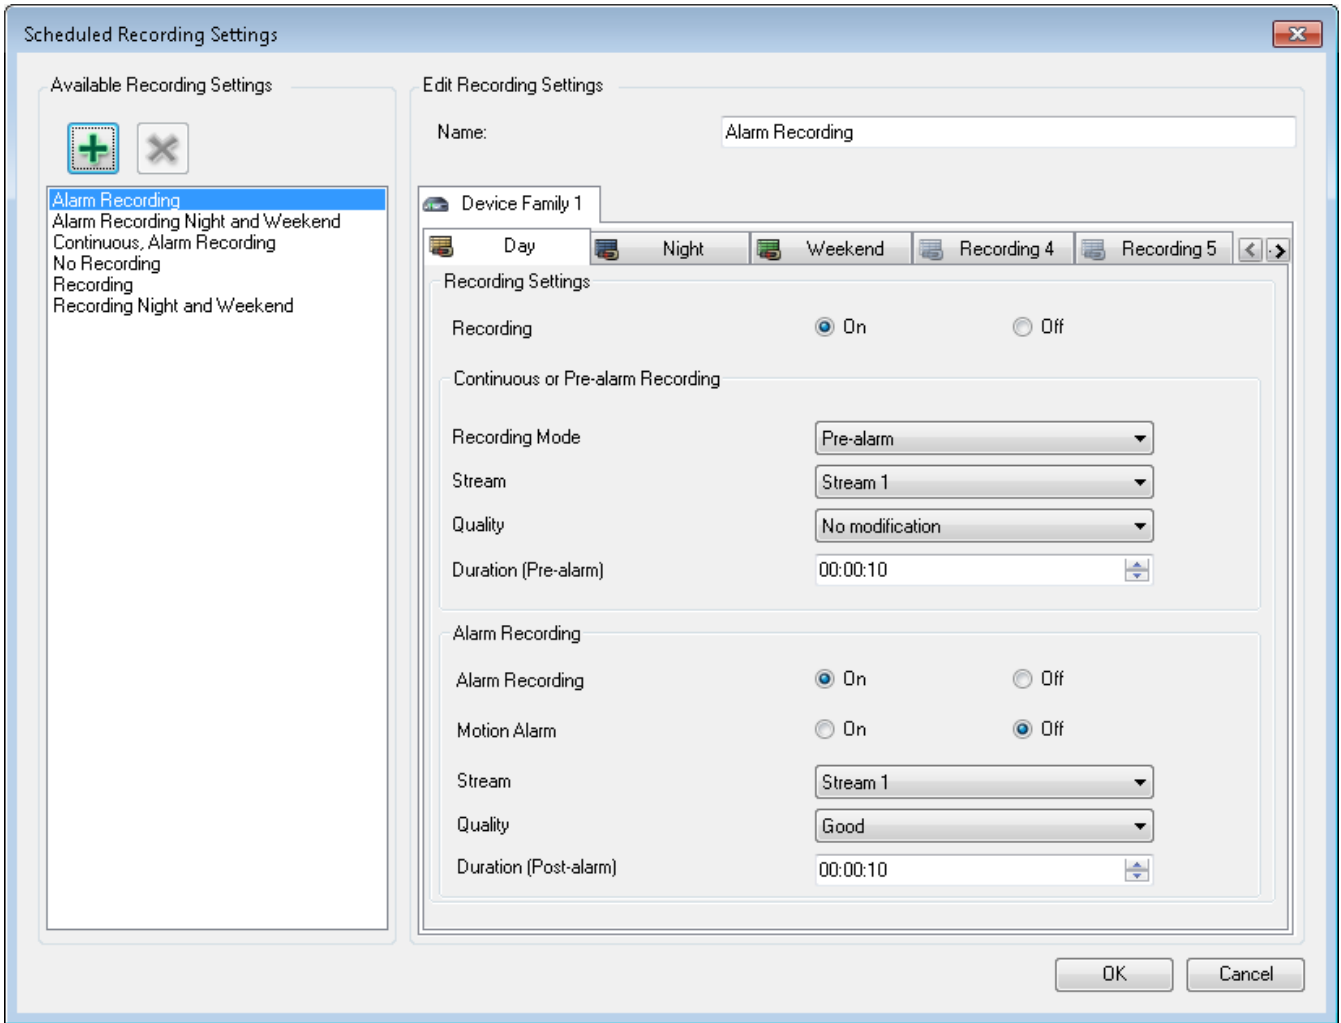 Scheduled Recording Settings
Available Recording Settings
Alarm Recording
Alarm Recording Night and Weekend
Continuous, Alarm Recording
No Recording
Recording
Recording Night and Weekend
Edit Recording Settings
Name: Alarm Recording
Device Family 1
Day Night Weekend Recording 4 Recording 5
Recording Settings
Recording On Off
Continuous or Pre-alarm Recording
Recording Mode Pre-alarm
Stream Stream 1
Quality No modification
Duration (Pre-alarm) 00:00:10
Alarm Recording
Alarm Recording On Off
Motion Alarm On Off
Stream Stream 1
Quality Good
Duration (Post-alarm) 00:00:10
OK Cancel